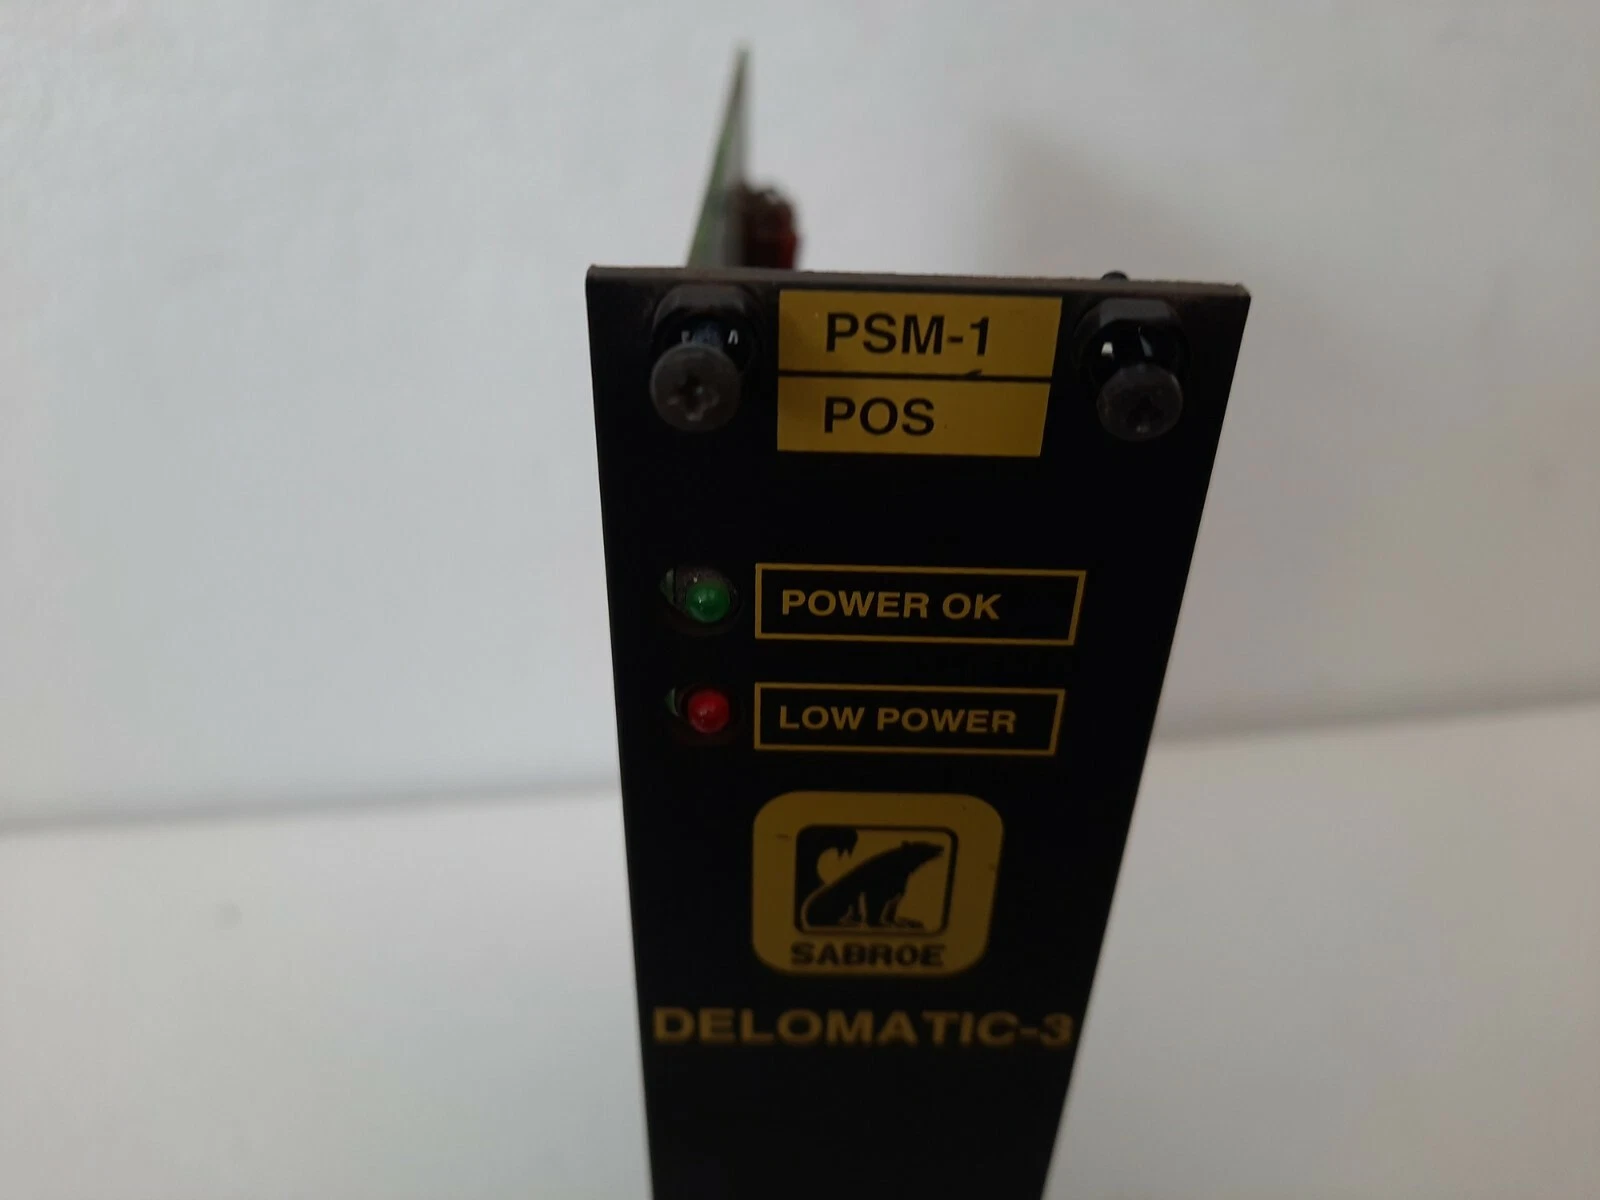 PSM-1
POS
POWER OK
LOW POWER
SABROE
DELOMATIC-3